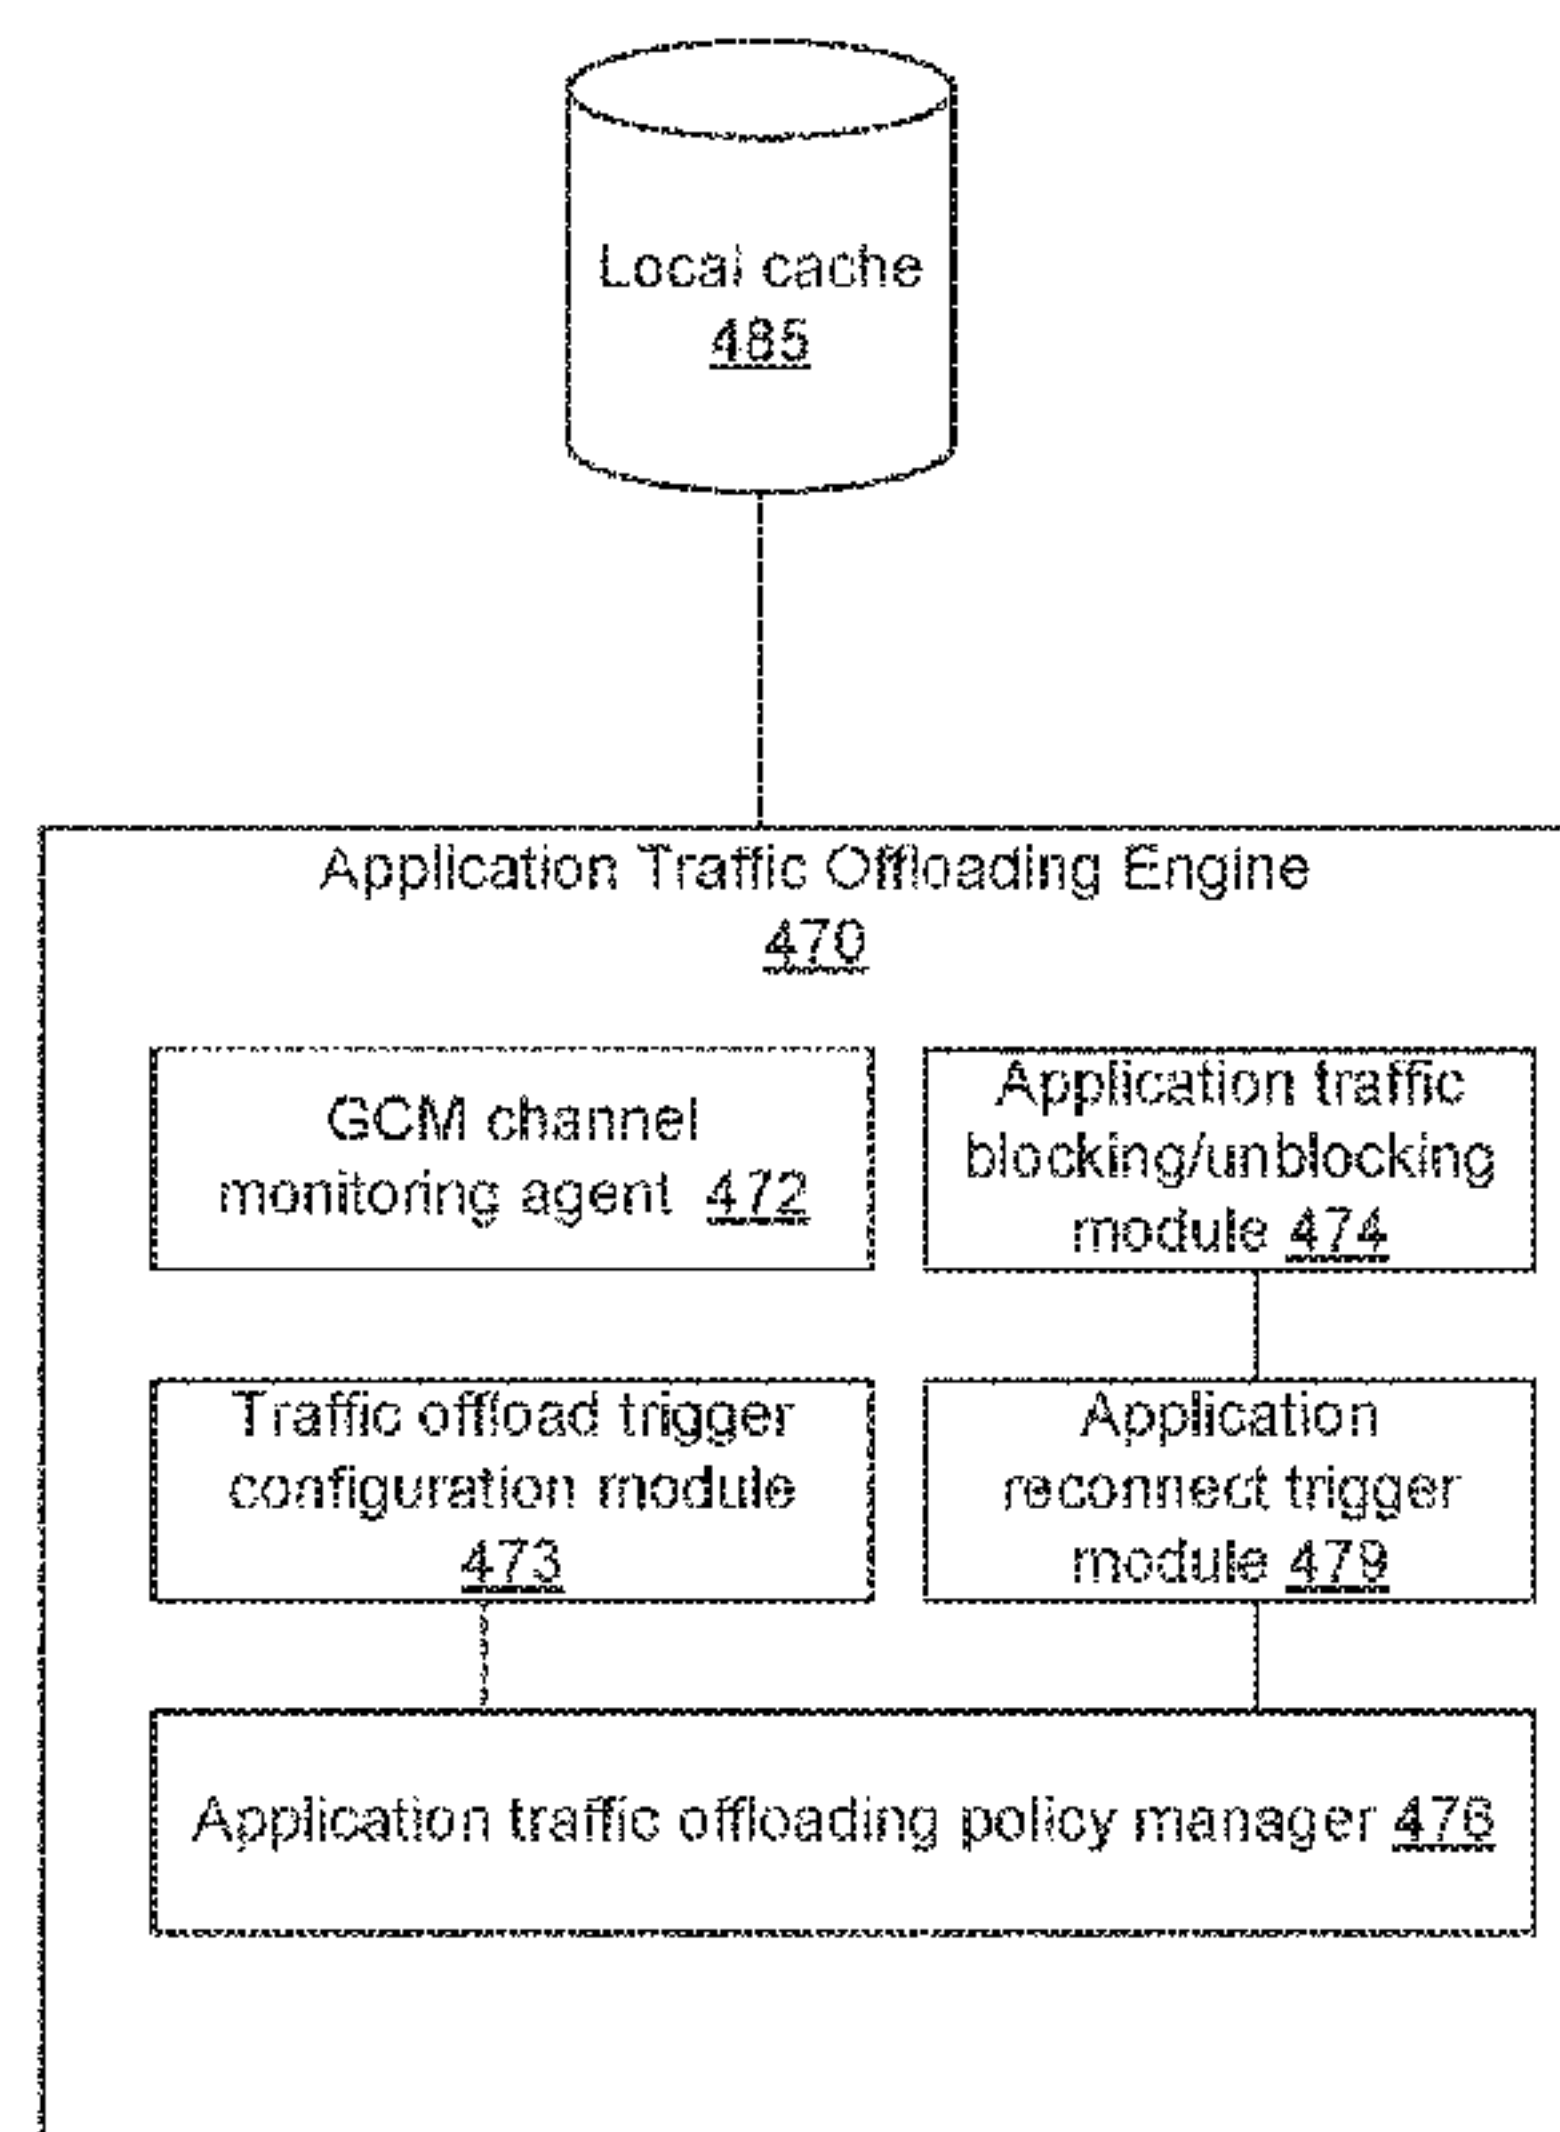 Local cache
485
Application Traffic Offloading Engine
470
GCM channel
monitoring agent 472
Application traffic
blocking/unblocking
module 474
Traffic offload trigger
configuration module
473
Application
reconnect trigger
module 479
Application traffic offloading policy manager 476